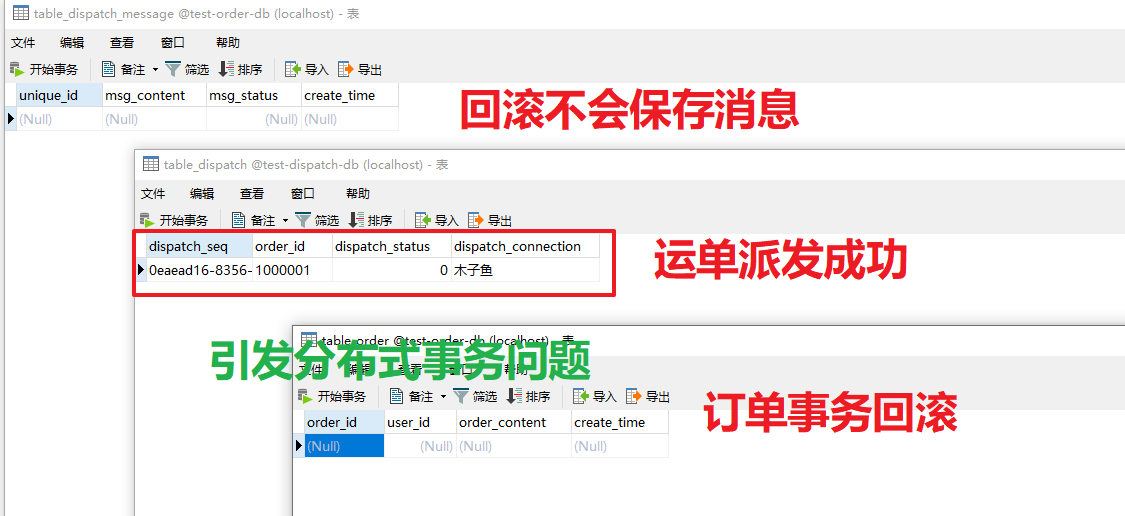 table_dispatch_message @test-order-db (localhost) - 表
文件 编辑 查看 窗口 帮助
开始事务 备注 筛选 排序 导入 导出
unique_id msg_content msg_status create_time
(Null) (Null) (Null) (Null)
回滚不会保存消息
table_dispatch @test-dispatch-db (localhost) - 表
文件 编辑 查看 窗口 帮助
开始事务 备注 筛选 排序 导入 导出
dispatch_seq order_id dispatch_status dispatch_connection
0eaead16-8356- 1000001 0 木子鱼
运单派发成功
table_order @test-order-db (localhost) - 表
引发分布式事务问题
文件 编辑 查看 窗口 帮助
开始事务 备注 筛选 排序 导入 导出
order_id user_id order_content create_time
(Null) (Null) (Null) (Null)
订单事务回滚